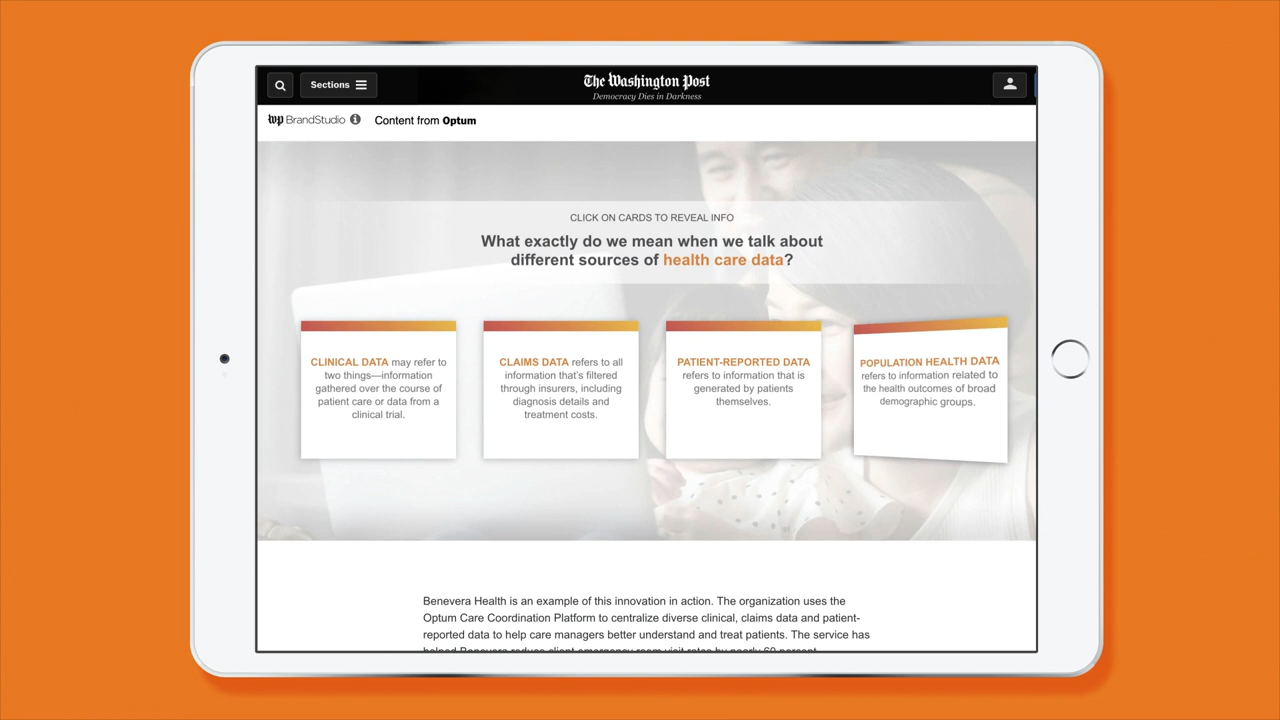 Sections
The Washington Post
Democracy Dies in Darkness
wp BrandStudio
Content from Optum
CLICK ON CARDS TO REVEAL INFO
What exactly do we mean when we talk about
different sources of health care data?
CLINICAL DATA may refer to
two things—information
gathered over the course of
patient care or data from a
clinical trial.
CLAIMS DATA refers to all
information that's filtered
through insurers, including
diagnosis details and
treatment costs.
PATIENT-REPORTED DATA
refers to information that is
generated by patients
themselves.
POPULATION HEALTH DATA
refers to information related to
the health outcomes of broad
demographic groups.
Benevera Health is an example of this innovation in action. The organization uses the
Optum Care Coordination Platform to centralize diverse clinical, claims data and patient-
reported data to help care managers better understand and treat patients. The service has
helped Benevera reduce client emergency room visit rates by nearly 60 percent